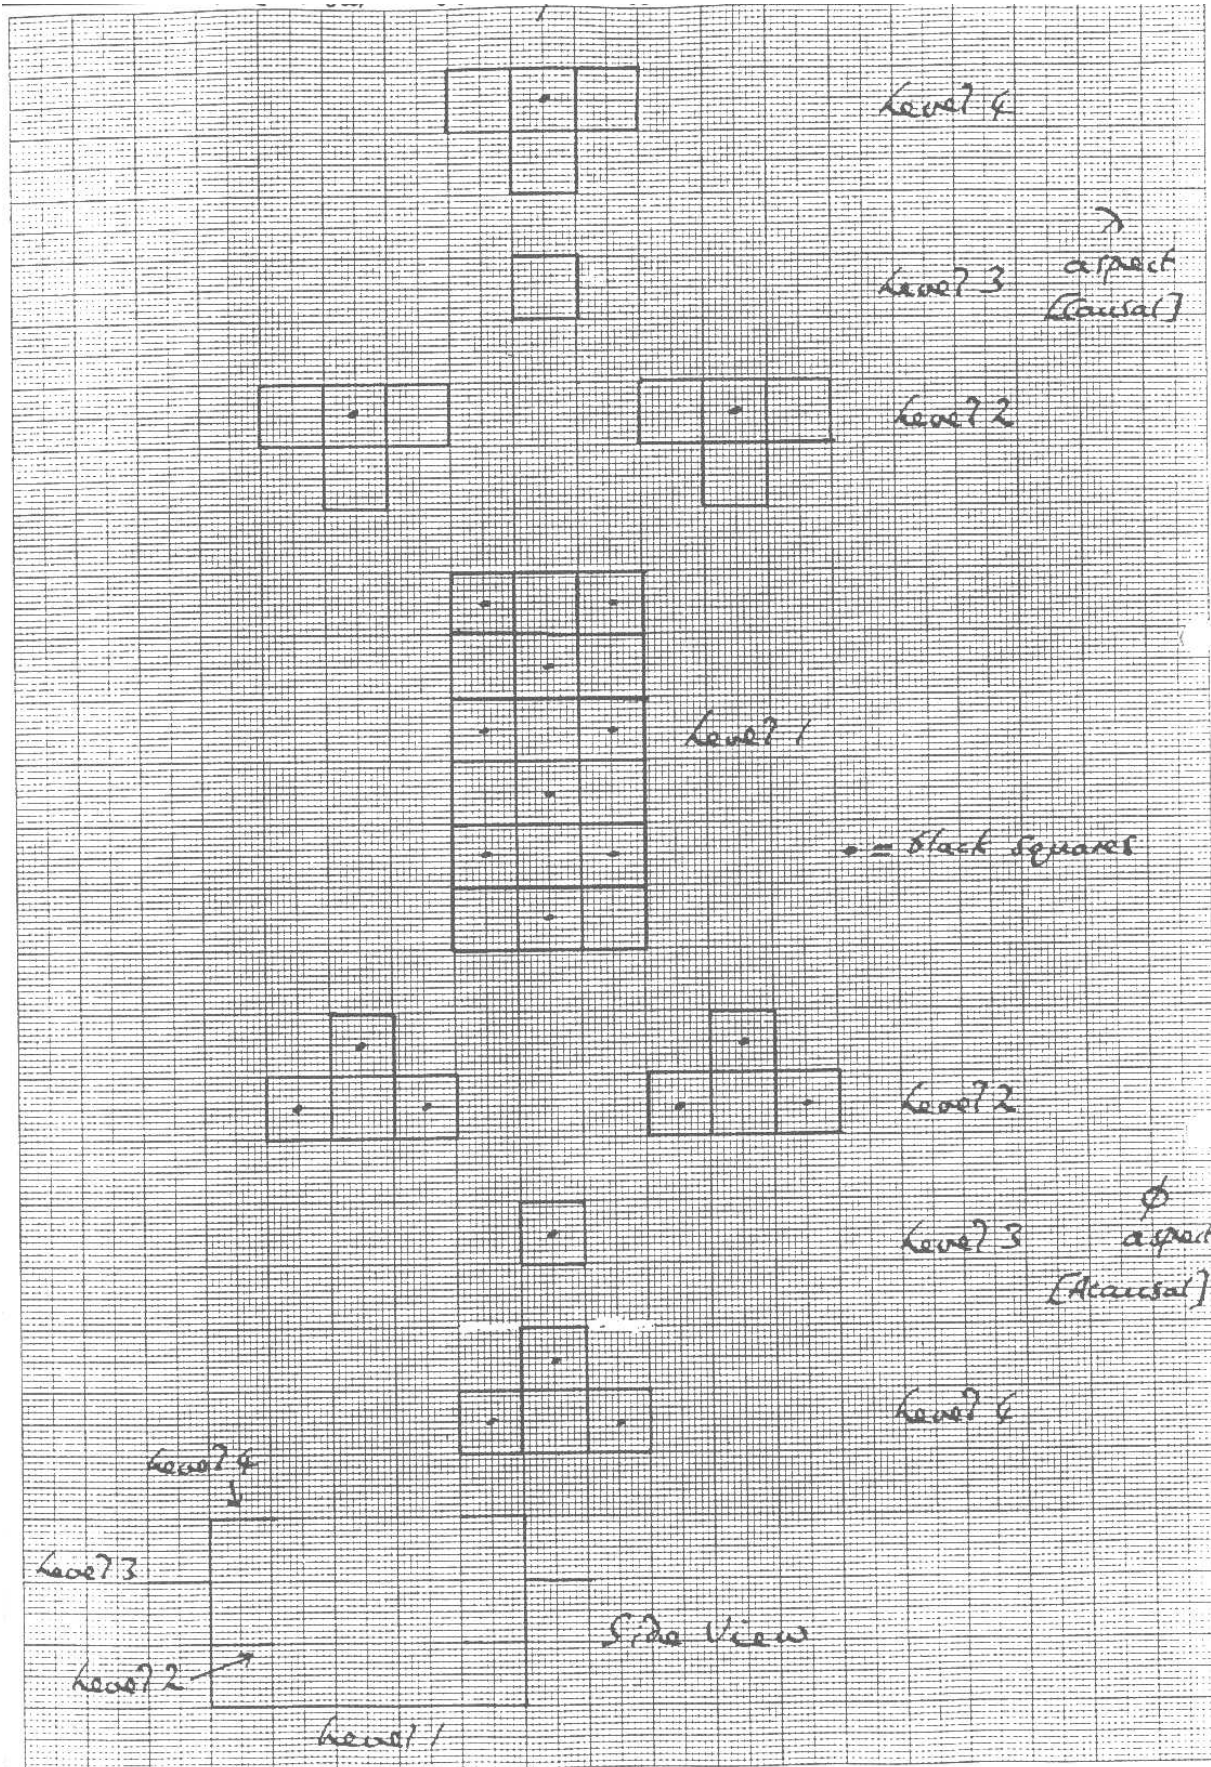 Level 4
aspect
[Causal]
Level 3
Level 2
Level 1
• = black squares
Level 2
φ
aspect
[Acausal]
Level 3
Level 4
Level 4
Level 3
Side View
Level 2
Level 1